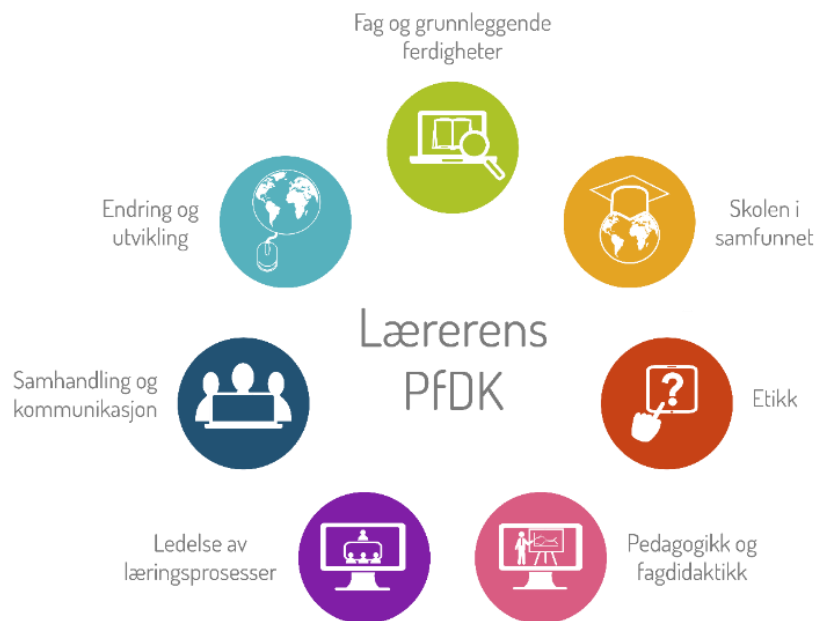 Fag og grunnleggende
ferdigheter
Endring og
utvikling
Skolen i
samfunnet
Lærerens
PfDK
Samhandling og
kommunikasjon
?
Etikk
Ledelse av
læringsprosesser
Pedagogikk og
fagdidaktikk